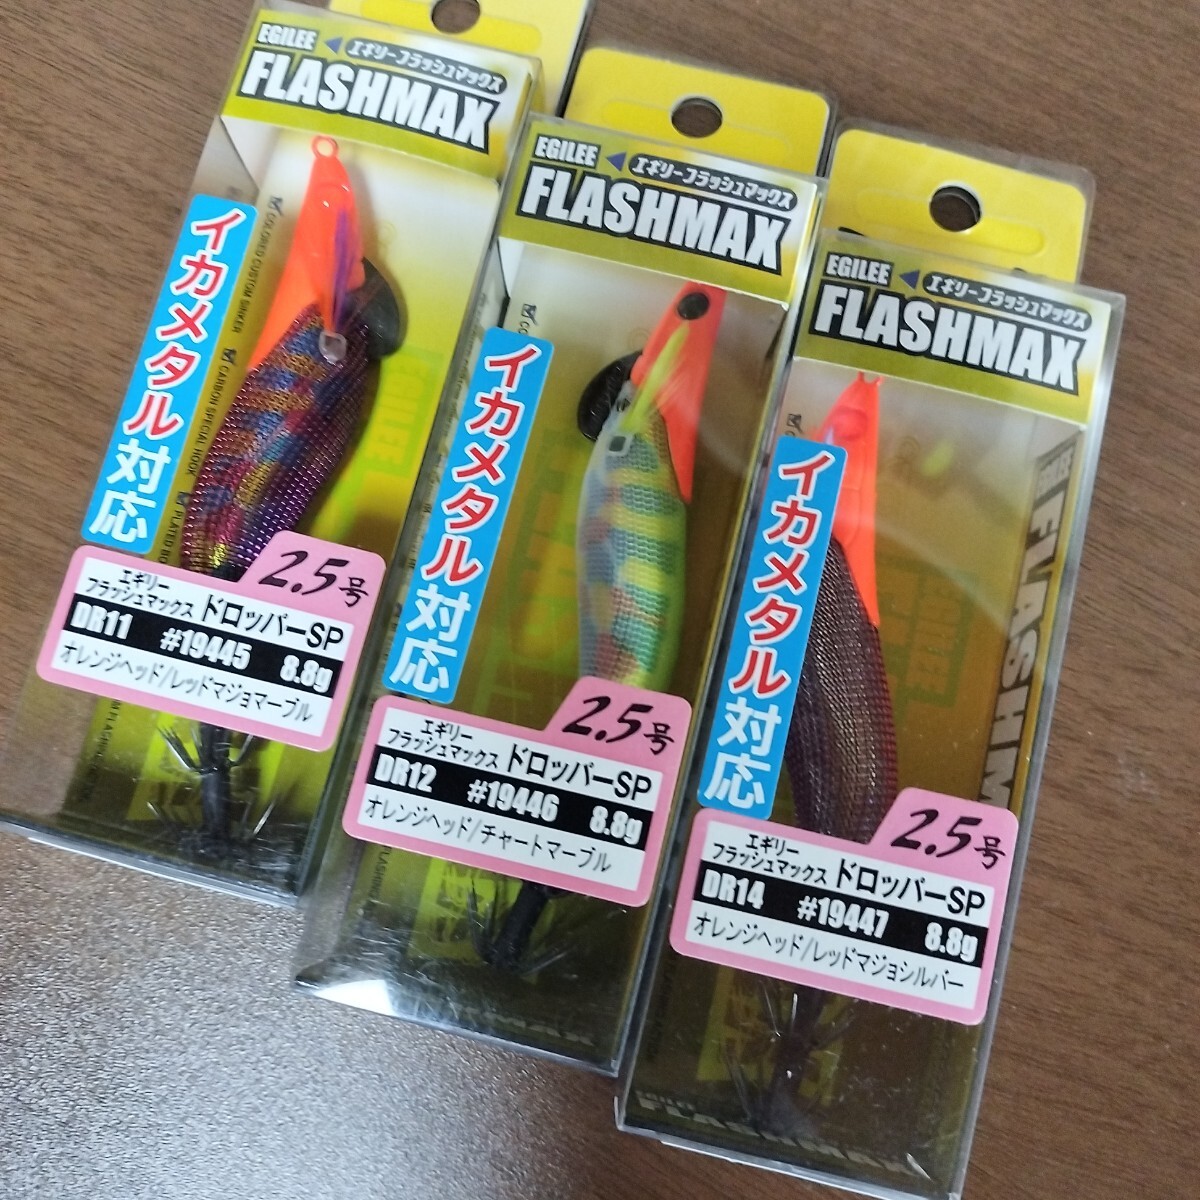 EGILEE
エギリーフラッシュマックス
FLASHMAX
イカメタル対応
COLORED CUSTOM SINKER
CARBON SPECIAL HOOK
2.5号
エギリー
フラッシュマックス ドロッパーSP
DR11 #19445 8.8g
オレンジヘッド/レッドマジョマーブル
EGILEE
エギリーフラッシュマックス
FLASHMAX
イカメタル対応
2.5号
エギリー
フラッシュマックス ドロッパーSP
DR12 #19446 8.8g
オレンジヘッド/チャートマーブル
EGILEE
エギリーフラッシュマックス
FLASHMAX
イカメタル対応
2.5号
エギリー
フラッシュマックス ドロッパーSP
DR14 #19447 8.8g
オレンジヘッド/レッドマジョシルバー